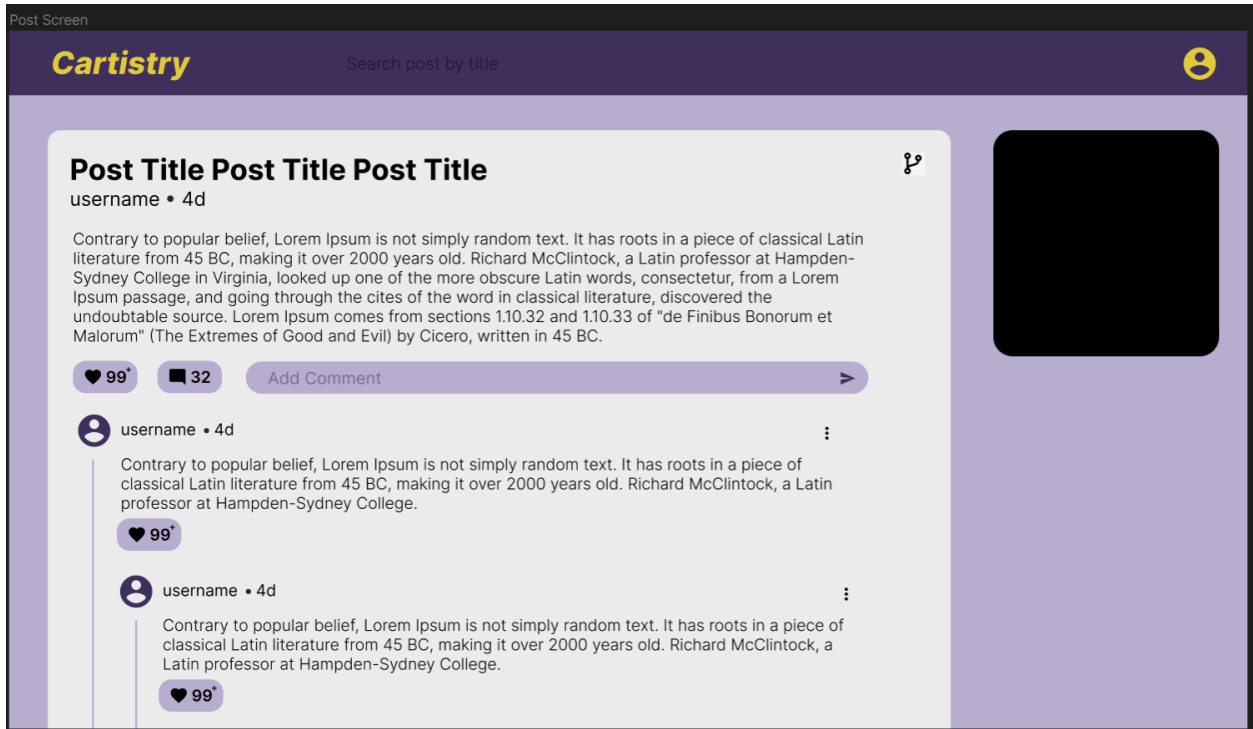 Post Screen
Cartistry
Search post by title
Post Title Post Title Post Title
username • 4d
Contrary to popular belief, Lorem Ipsum is not simply random text. It has roots in a piece of classical Latin
literature from 45 BC, making it over 2000 years old. Richard McClintock, a Latin professor at Hampden-
Sydney College in Virginia, looked up one of the more obscure Latin words, consectetur, from a Lorem
Ipsum passage, and going through the cites of the word in classical literature, discovered the
undoubtable source. Lorem Ipsum comes from sections 1.10.32 and 1.10.33 of "de Finibus Bonorum et
Malorum" (The Extremes of Good and Evil) by Cicero, written in 45 BC.
99+ 32 Add Comment
username • 4d
Contrary to popular belief, Lorem Ipsum is not simply random text. It has roots in a piece of
classical Latin literature from 45 BC, making it over 2000 years old. Richard McClintock, a Latin
professor at Hampden-Sydney College.
99+
username • 4d
Contrary to popular belief, Lorem Ipsum is not simply random text. It has roots in a piece of
classical Latin literature from 45 BC, making it over 2000 years old. Richard McClintock, a
Latin professor at Hampden-Sydney College.
99+